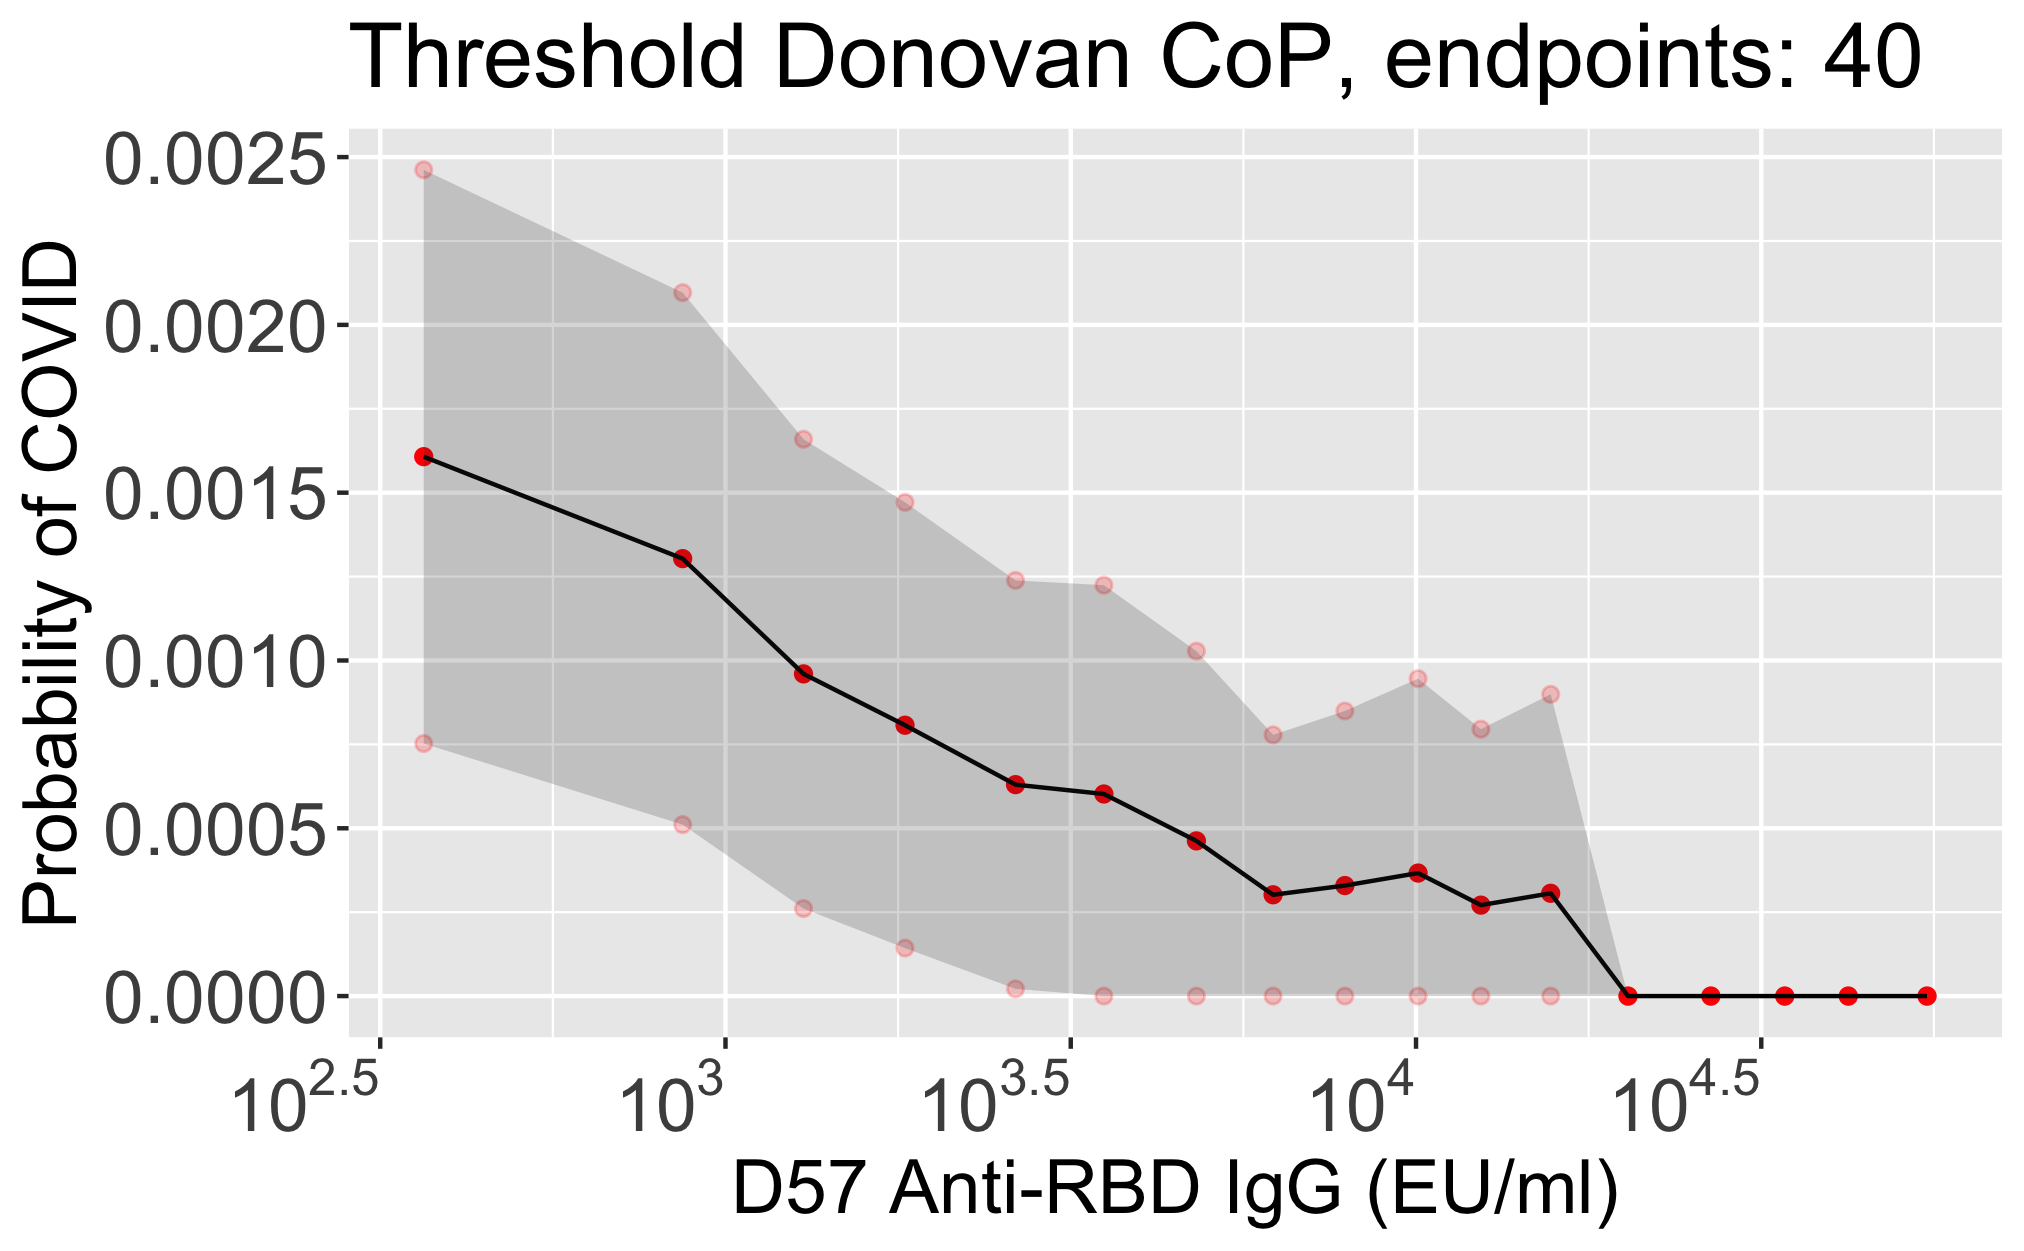 Threshold Donovan CoP, endpoints: 40
Probability of COVID
0.0025
0.0020
0.0015
0.0010
0.0005
0.0000
10^2.5 10^3 10^3.5 10^4 10^4.5
D57 Anti-RBD IgG (EU/ml)